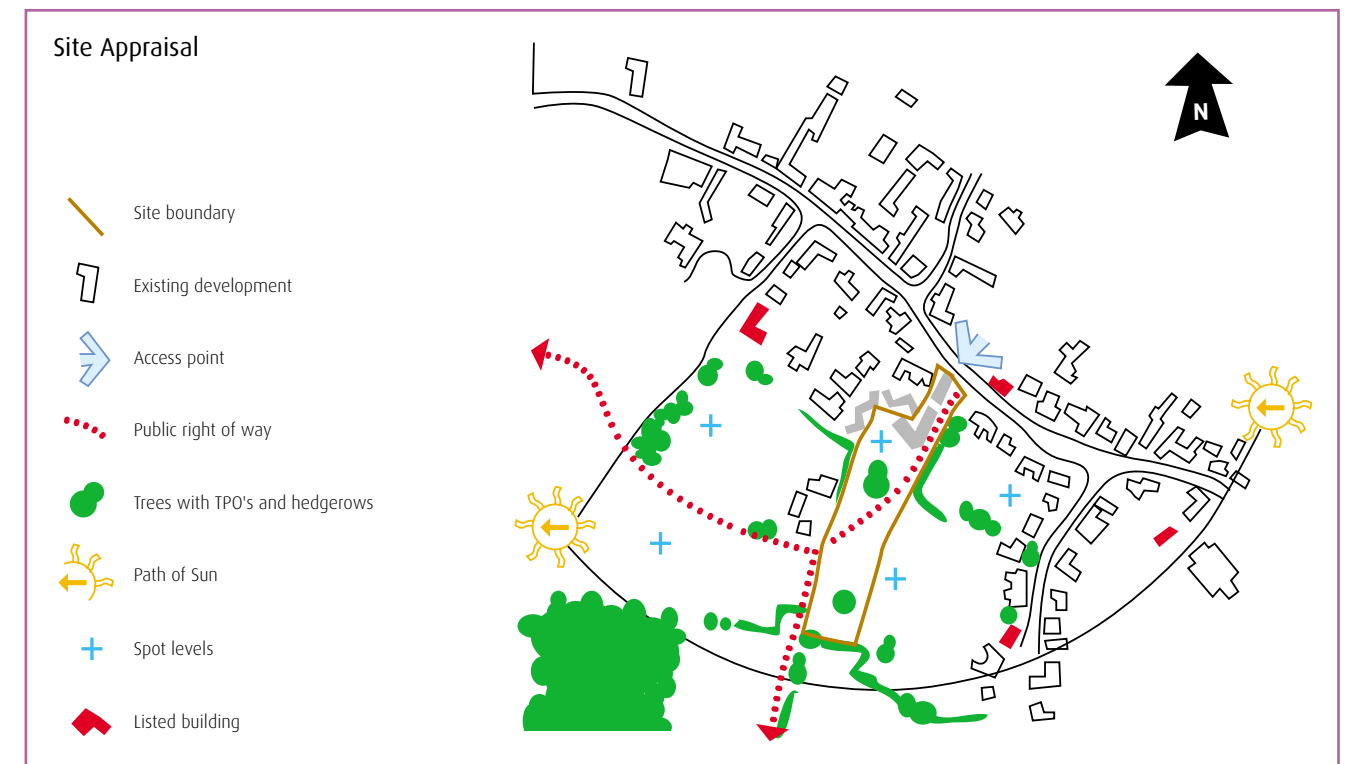 Site Appraisal
N
Site boundary
Existing development
Access point
Public right of way
Trees with TPO's and hedgerows
Path of Sun
Spot levels
Listed building